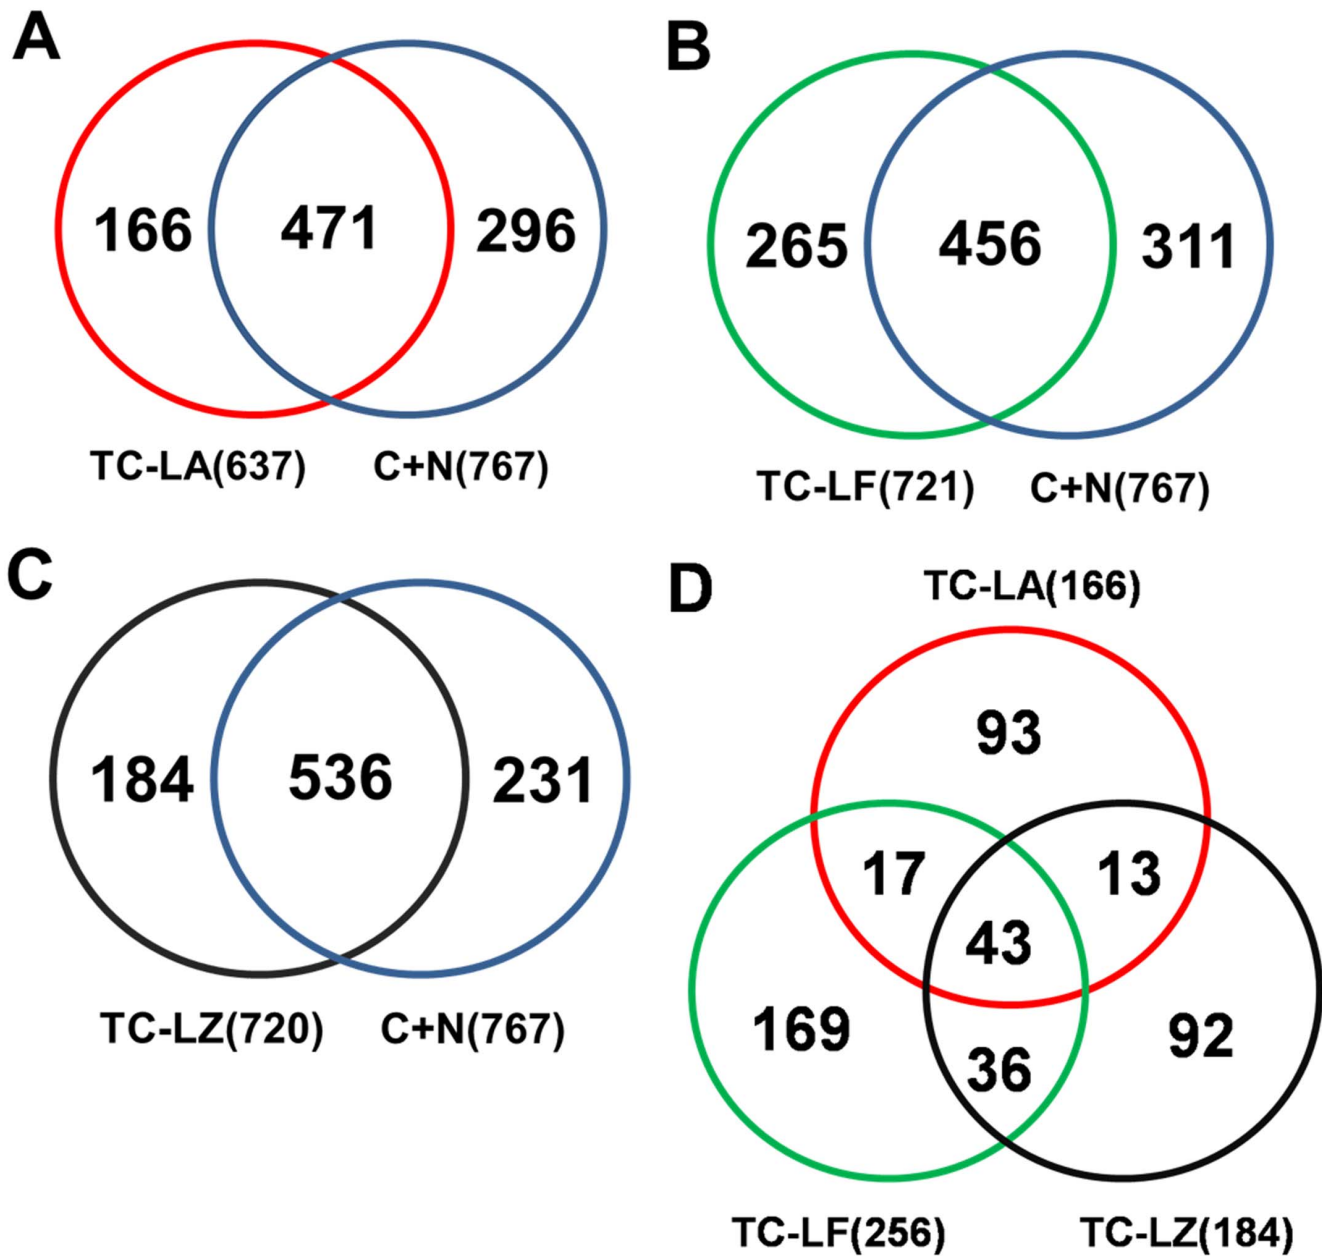 A
166 471 296
TC-LA(637) C+N(767)
B
265 456 311
TC-LF(721) C+N(767)
C
184 536 231
TC-LZ(720) C+N(767)
D
TC-LA(166)
93
17 13
43
169 36 92
TC-LF(256) TC-LZ(184)